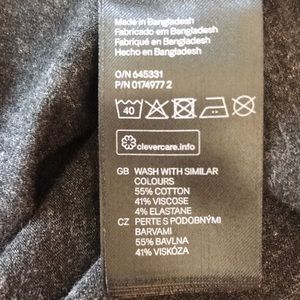 Made in Bangladesh
Fabricado em Bangladesh
Fabriqué en Bangladesh
Hecho en Bangladesh
O/N 645331
P/N 0174977 2
40
clevercare.info
GB WASH WITH SIMILAR
COLOURS
55% COTTON
41% VISCOSE
4% ELASTANE
CZ PERTE S PODOBNÝMI
BARVAMI
55% BAVLNA
41% VISKÓZA